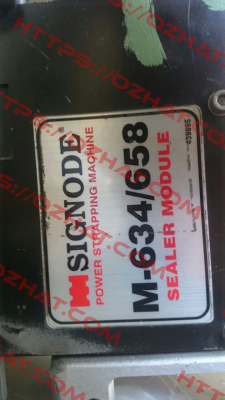 SIGNODE
POWER STRAPPING MACHINE
M-634/658
SEALER MODULE
HTTPS://OZHAT.COM